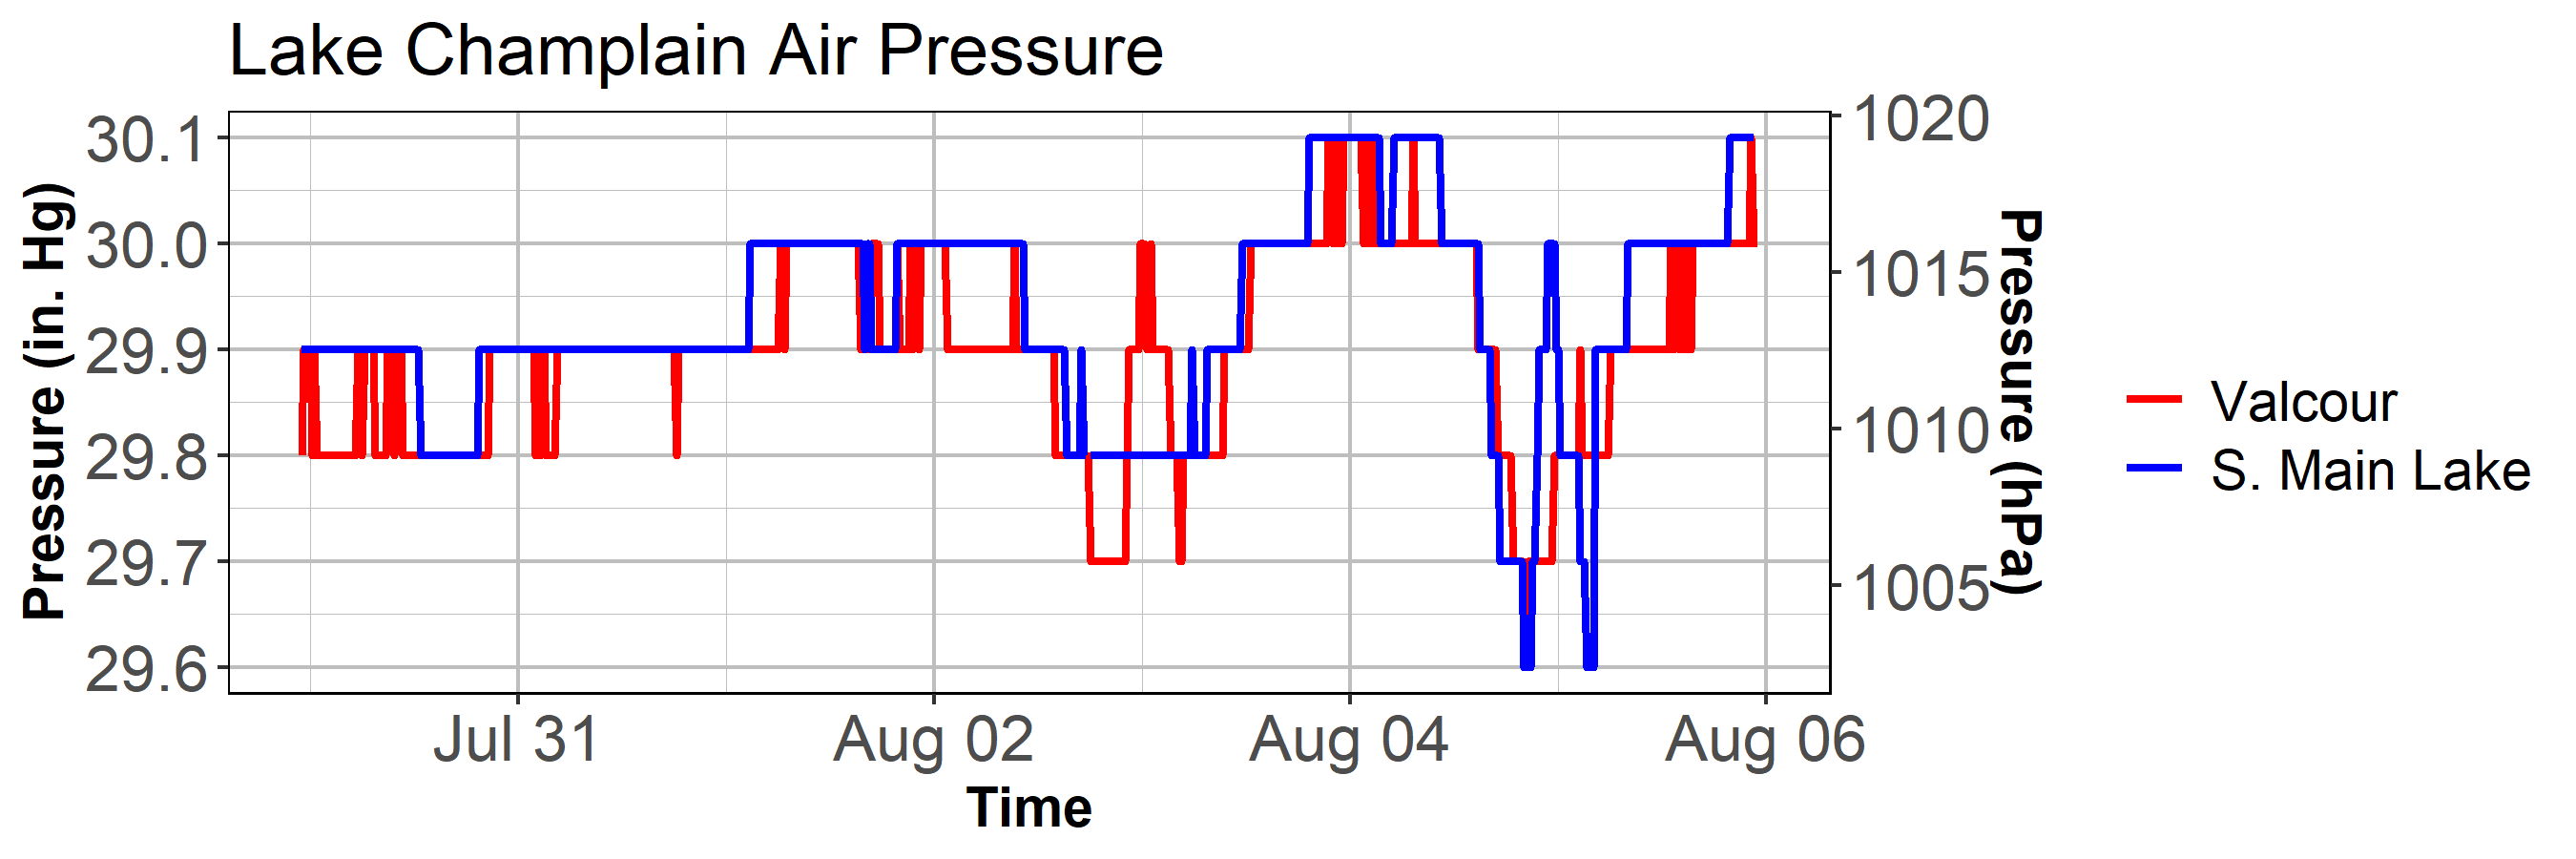 Lake Champlain Air Pressure
Pressure (in. Hg)
30.1
30.0
29.9
29.8
29.7
29.6
1020
1015
1010
1005
Pressure (hPa)
Jul 31
Aug 02
Aug 04
Aug 06
Time
Valcour
S. Main Lake